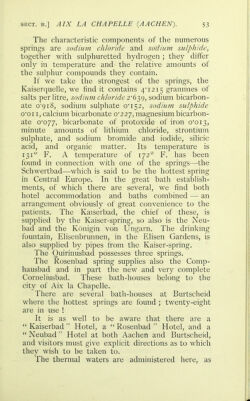 SECT. B.] AIX LA CHAPELLE (AACHEN). 53
The characteristic components of the numerous
springs are sodium chloride and sodium sulphide,
together with sulphuretted hydrogen; they differ
only in temperature and the relative amounts of
the sulphur compounds they contain.
If we take the strongest of the springs, the
Kaiserquelle, we find it contains 4·1215 grammes of
salts per litre, sodium chloride 2·639, sodium bicarbon-
ate 0·918, sodium sulphate 0·152, sodium sulphide
0·011, calcium bicarbonate 0·227, magnesium bicarbon-
ate 0·077, bicarbonate of protoxide of iron 0·013,
minute amounts of lithium chloride, strontium
sulphate, and sodium bromide and iodide, silicic
acid, and organic matter. Its temperature is
131° F. A temperature of 172° F. has been
found in connection with one of the springs—the
Schwertbad—which is said to be the hottest spring
in Central Europe. In the great bath establish-
ments, of which there are several, we find both
hotel accommodation and baths combined—an
arrangement obviously of great convenience to the
patients. The Kaiserbad, the chief of these, is
supplied by the Kaiser-spring, so also is the Neu-
bad and the Königin von Ungarn. The drinking
fountain, Elisenbrunnen, in the Elisen Gardens, is
also supplied by pipes from the Kaiser-spring.
The Quirinusbad possesses three springs.
The Rosenbad spring supplies also the Comp-
hausbad and in part the new and very complete
Corneliusbad. These bath-houses belong to the
city of Aix la Chapelle.
There are several bath-houses at Burtscheid
where the hottest springs are found; twenty-eight
are in use!
It is as well to be aware that there are a
"Kaiserbad" Hotel, a "Rosenbad" Hotel, and a
"Neubad" Hotel at both Aachen and Burtscheid,
and visitors must give explicit directions as to which
they wish to be taken to.
The thermal waters are administered here, as